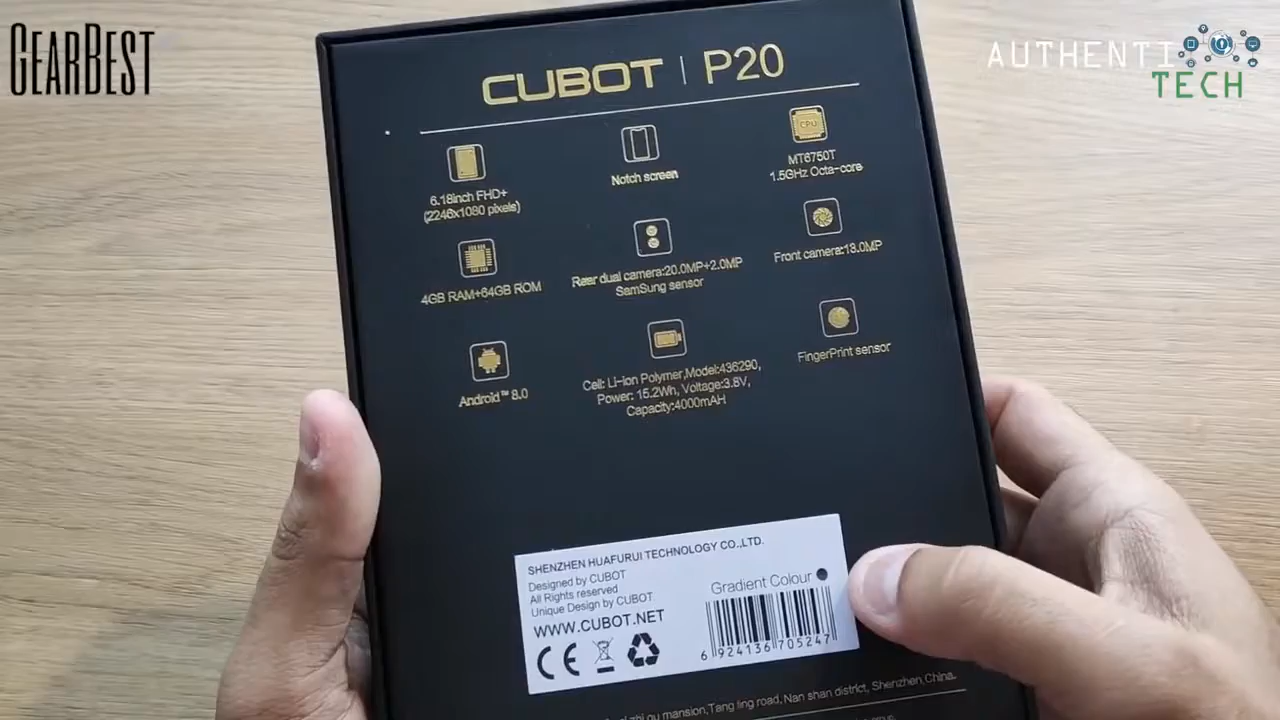 GEARBEST
AUTHENTI
TECH
CUBOT | P20
6.18inch FHD+
(2246x1080 pixels)
Notch screen
CPU
MT6750T
1.5GHz Octa-core
4GB RAM+64GB ROM
Rear dual camera:20.0MP+2.0MP
SamSung sensor
Front camera:13.0MP
Android™ 8.0
Cell: Li-ion Polymer,Model:436290,
Power: 15.2Wh, Voltage:3.8V,
Capacity:4000mAH
FingerPrint sensor
SHENZHEN HUAFURUI TECHNOLOGY CO.,LTD.
Designed by CUBOT
All Rights reserved
Unique Design by CUBOT
WWW.CUBOT.NET
CE
Gradient Colour
6 924136 705247
mansion,Tang ling road, Nan shan district, Shenzhen,China.